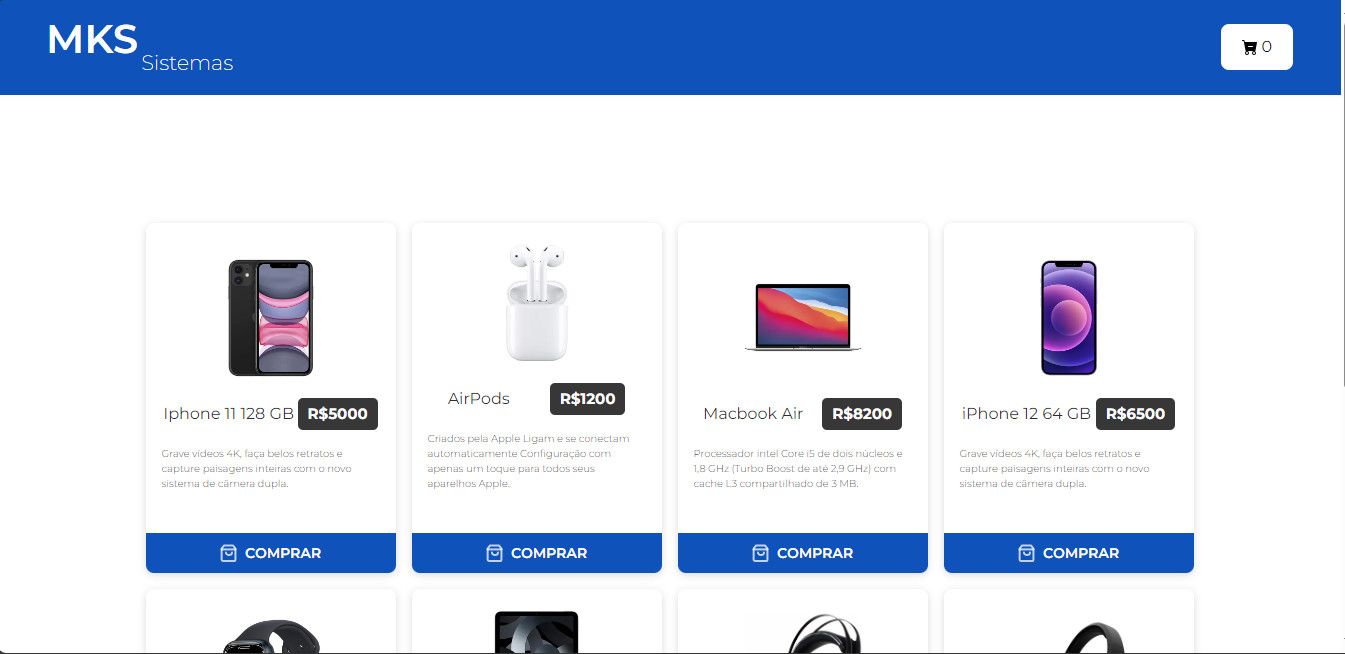 MKS
Sistemas
0
Iphone 11 128 GB R$5000
Grave vídeos 4K, faça belos retratos e
capture paisagens inteiras com o novo
sistema de câmera dupla.
COMPRAR
AirPods R$1200
Criados pela Apple Ligam e se conectam
automaticamente Configuração com
apenas um toque para todos seus
aparelhos Apple.
COMPRAR
Macbook Air R$8200
Processador intel Core i5 de dois núcleos e
1,8 GHz (Turbo Boost de até 2,9 GHz) com
cache L3 compartilhado de 3 MB.
COMPRAR
iPhone 12 64 GB R$6500
Grave vídeos 4K, faça belos retratos e
capture paisagens inteiras com o novo
sistema de câmera dupla.
COMPRAR